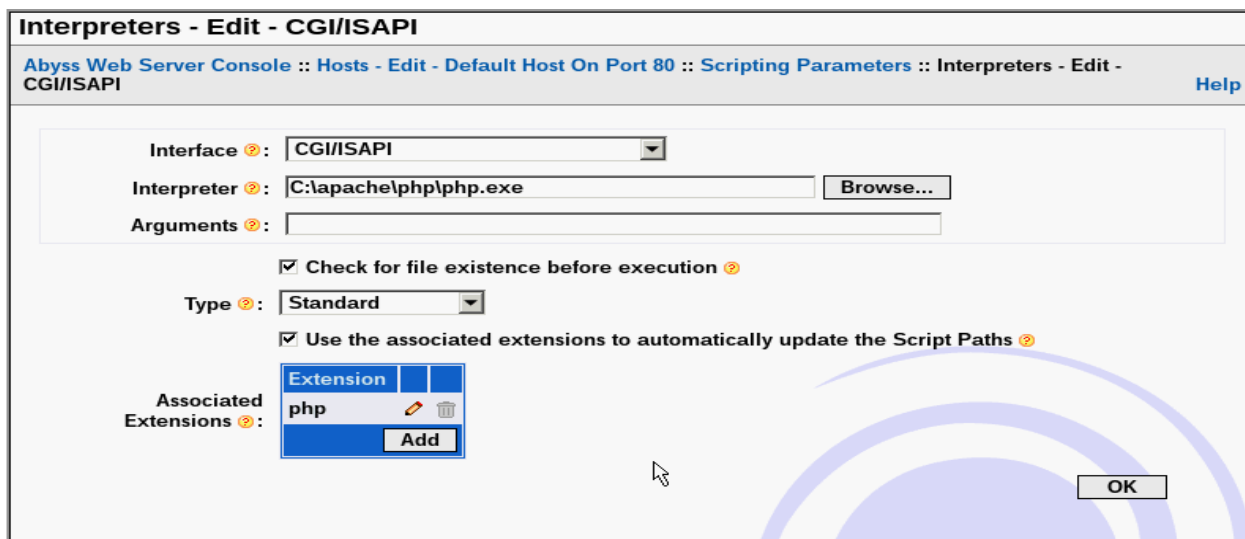 Interpreters - Edit - CGI/ISAPI
Abyss Web Server Console :: Hosts - Edit - Default Host On Port 80 :: Scripting Parameters :: Interpreters - Edit -
CGI/ISAPI
Help
Interface ?: CGI/ISAPI
Interpreter ?: C:\apache\php\php.exe Browse...
Arguments ?:
Check for file existence before execution ?
Type ?: Standard
Use the associated extensions to automatically update the Script Paths ?
Associated
Extensions ?:
Extension
php
Add
OK